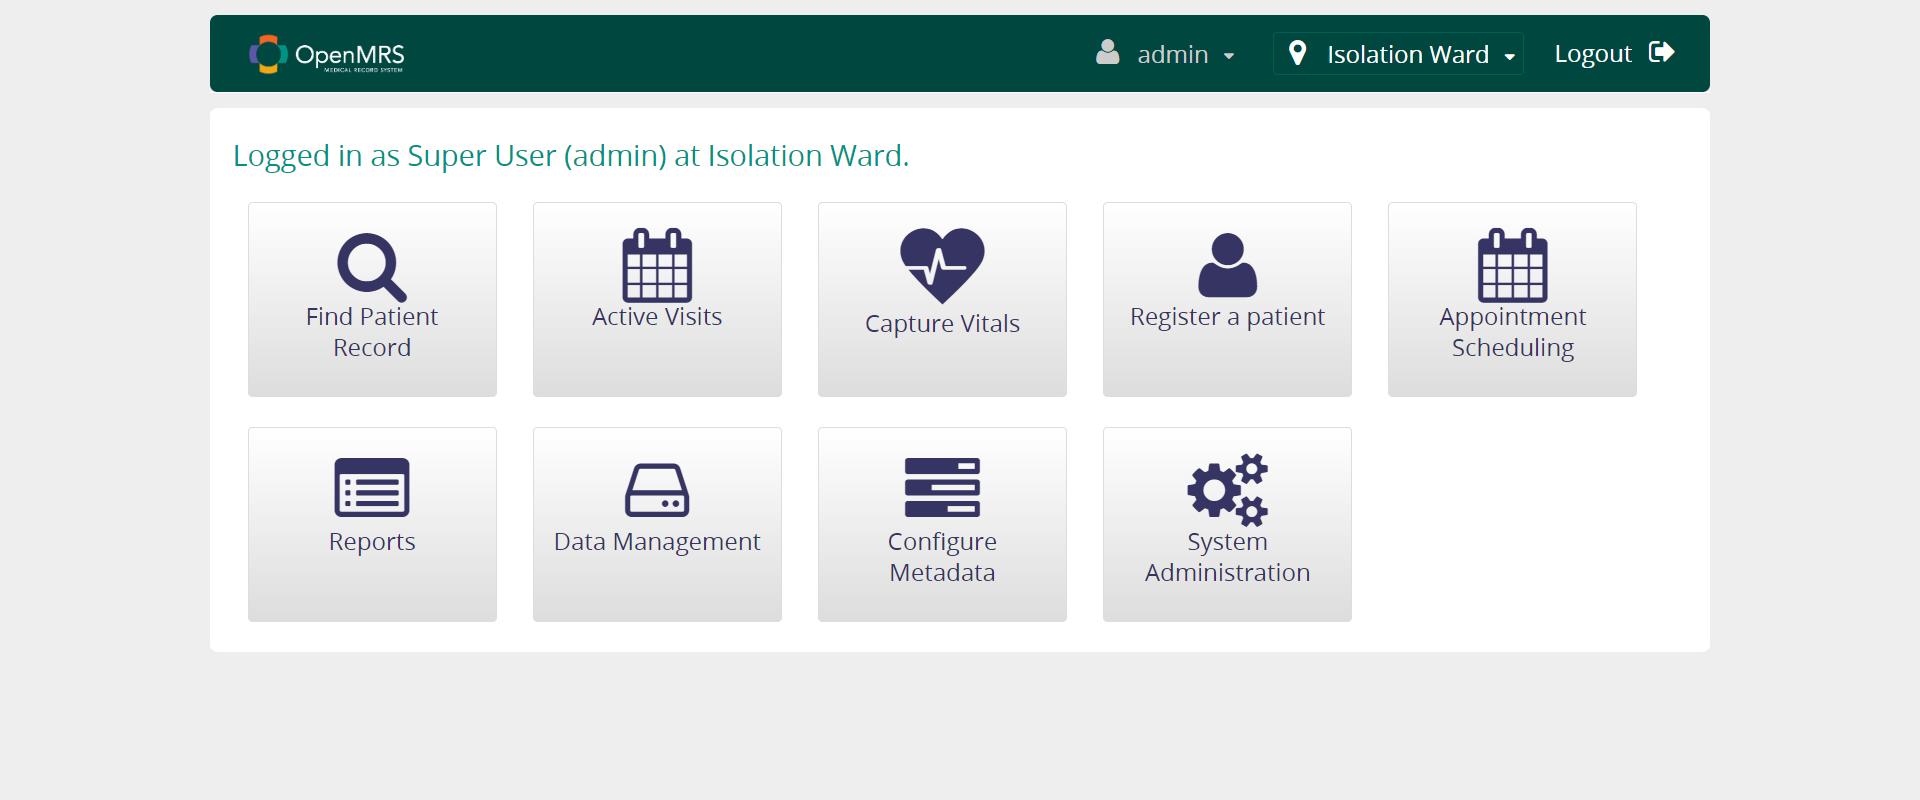 OpenMRS
MEDICAL RECORD SYSTEM
admin
Isolation Ward
Logout
Logged in as Super User (admin) at Isolation Ward.
Find Patient
Record
Active Visits
Capture Vitals
Register a patient
Appointment
Scheduling
Reports
Data Management
Configure
Metadata
System
Administration